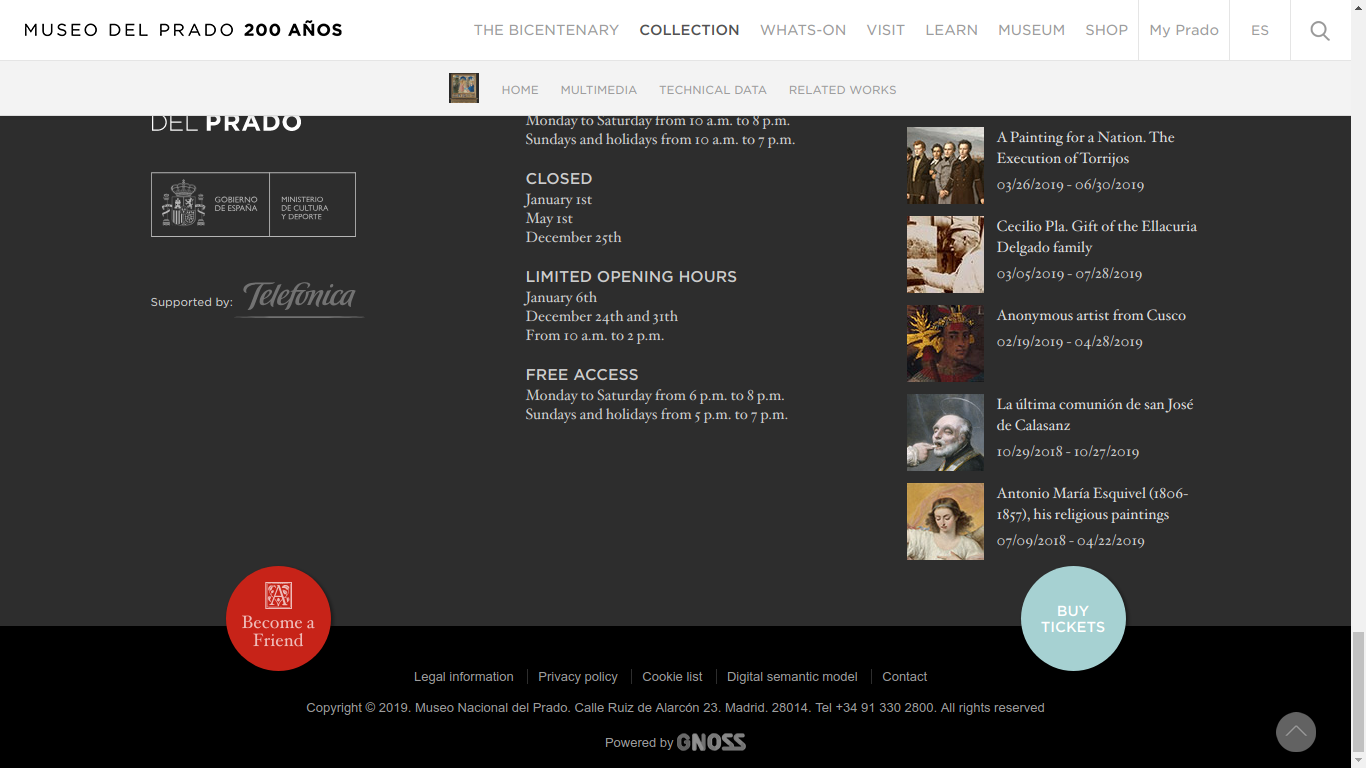 MUSEO DEL PRADO 200 AÑOS
THE BICENTENARY
COLLECTION
WHATS-ON
VISIT
LEARN
MUSEUM
SHOP
My Prado
ES
HOME
MULTIMEDIA
TECHNICAL DATA
RELATED WORKS
DEL PRADO
GOBIERNO
DE ESPAÑA
MINISTERIO
DE CULTURA
Y DEPORTE
Supported by:
Telefónica
Monday to Saturday from 10 a.m. to 8 p.m.
Sundays and holidays from 10 a.m. to 7 p.m.
CLOSED
January 1st
May 1st
December 25th
LIMITED OPENING HOURS
January 6th
December 24th and 31th
From 10 a.m. to 2 p.m.
FREE ACCESS
Monday to Saturday from 6 p.m. to 8 p.m.
Sundays and holidays from 5 p.m. to 7 p.m.
A Painting for a Nation. The
Execution of Torrijos
03/26/2019 - 06/30/2019
Cecilio Pla. Gift of the Ellacuria
Delgado family
03/05/2019 - 07/28/2019
Anonymous artist from Cusco
02/19/2019 - 04/28/2019
La última comunión de san José
de Calasanz
10/29/2018 - 10/27/2019
Antonio María Esquivel (1806-
1857), his religious paintings
07/09/2018 - 04/22/2019
A
Become a
Friend
BUY
TICKETS
Legal information
Privacy policy
Cookie list
Digital semantic model
Contact
Copyright © 2019. Museo Nacional del Prado. Calle Ruiz de Alarcón 23. Madrid. 28014. Tel +34 91 330 2800. All rights reserved
Powered by GNOSS